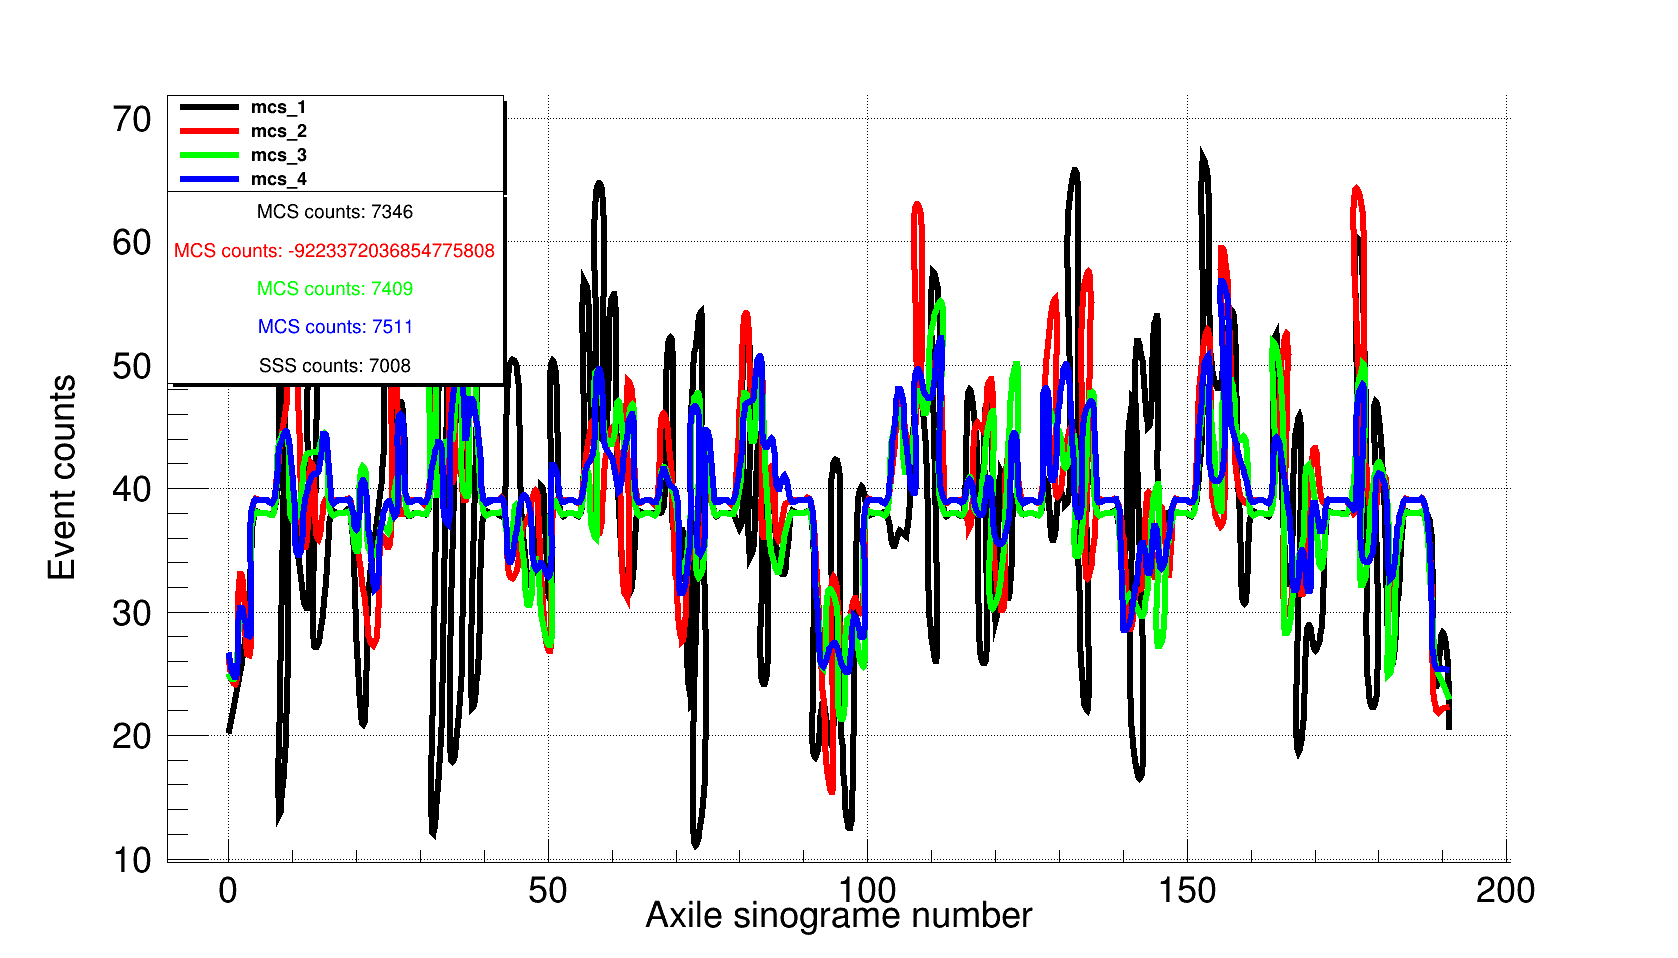 mcs_1
mcs_2
mcs_3
mcs_4
MCS counts: 7346
MCS counts: -9223372036854775808
MCS counts: 7409
MCS counts: 7511
SSS counts: 7008
70
60
50
40
30
20
10
Event counts
0 50 100 150 200
Axile sinograme number